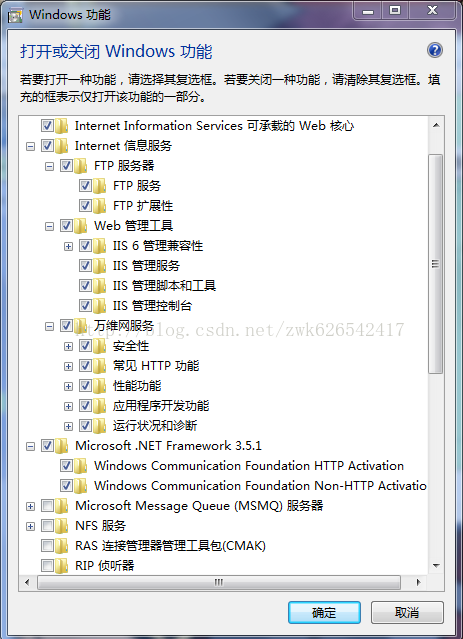 Windows 功能
打开或关闭 Windows 功能
若要打开一种功能，请选择其复选框。若要关闭一种功能，请清除其复选框。填
充的框表示仅打开该功能的一部分。
Internet Information Services 可承载的 Web 核心
Internet 信息服务
FTP 服务器
FTP 服务
FTP 扩展性
Web 管理工具
IIS 6 管理兼容性
IIS 管理服务
IIS 管理脚本和工具
IIS 管理控制台
万维网服务
http://blog.csdn.net/zwk626542417
安全性
常见 HTTP 功能
性能功能
应用程序开发功能
运行状况和诊断
Microsoft .NET Framework 3.5.1
Windows Communication Foundation HTTP Activation
Windows Communication Foundation Non-HTTP Activatio
Microsoft Message Queue (MSMQ) 服务器
NFS 服务
RAS 连接管理器管理工具包(CMAK)
RIP 侦听器
确定
取消